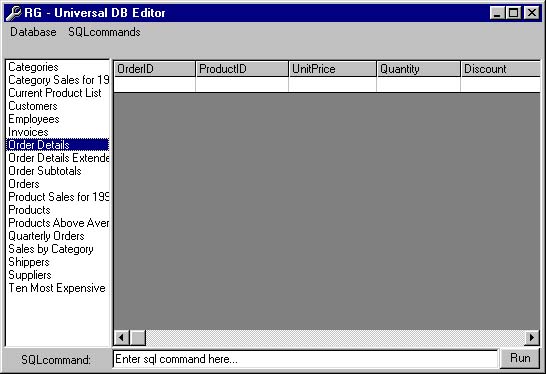 RG - Universal DB Editor
Database SQLcommands
Categories
Category Sales for 19
Current Product List
Customers
Employees
Invoices
Order Details
Order Details Extende
Order Subtotals
Orders
Product Sales for 199
Products
Products Above Aver
Quarterly Orders
Sales by Category
Shippers
Suppliers
Ten Most Expensive
OrderID ProductID UnitPrice Quantity Discount
SQLcommand: Enter sql command here... Run